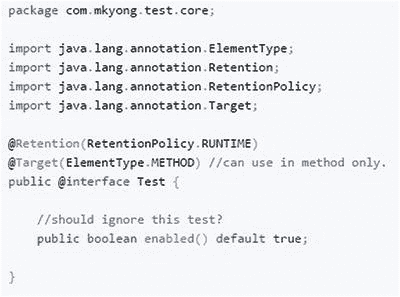 package com.mkyong.test.core;
import java.lang.annotation.ElementType;
import java.lang.annotation.Retention;
import java.lang.annotation.RetentionPolicy;
import java.lang.annotation.Target;
@Retention(RetentionPolicy.RUNTIME)
@Target(ElementType.METHOD) //can use in method only.
public @interface Test {
//should ignore this test?
public boolean enabled() default true;
}